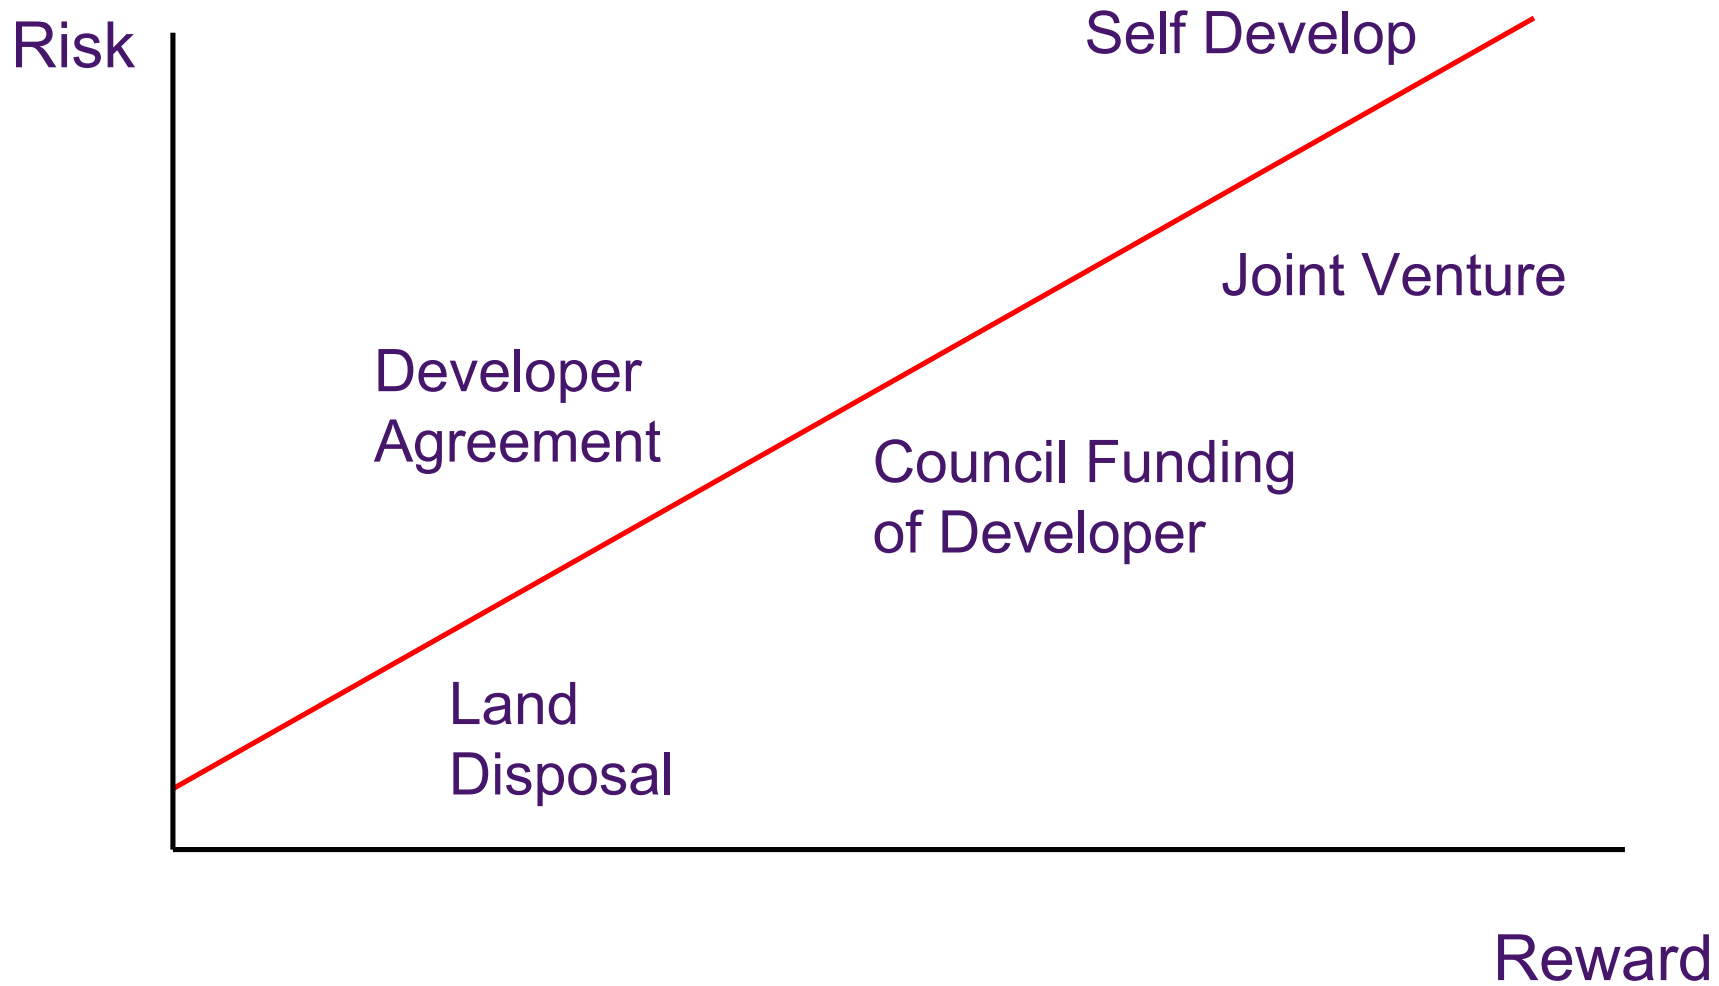 Risk
Self Develop
Joint Venture
Developer
Agreement
Council Funding
of Developer
Land
Disposal
Reward